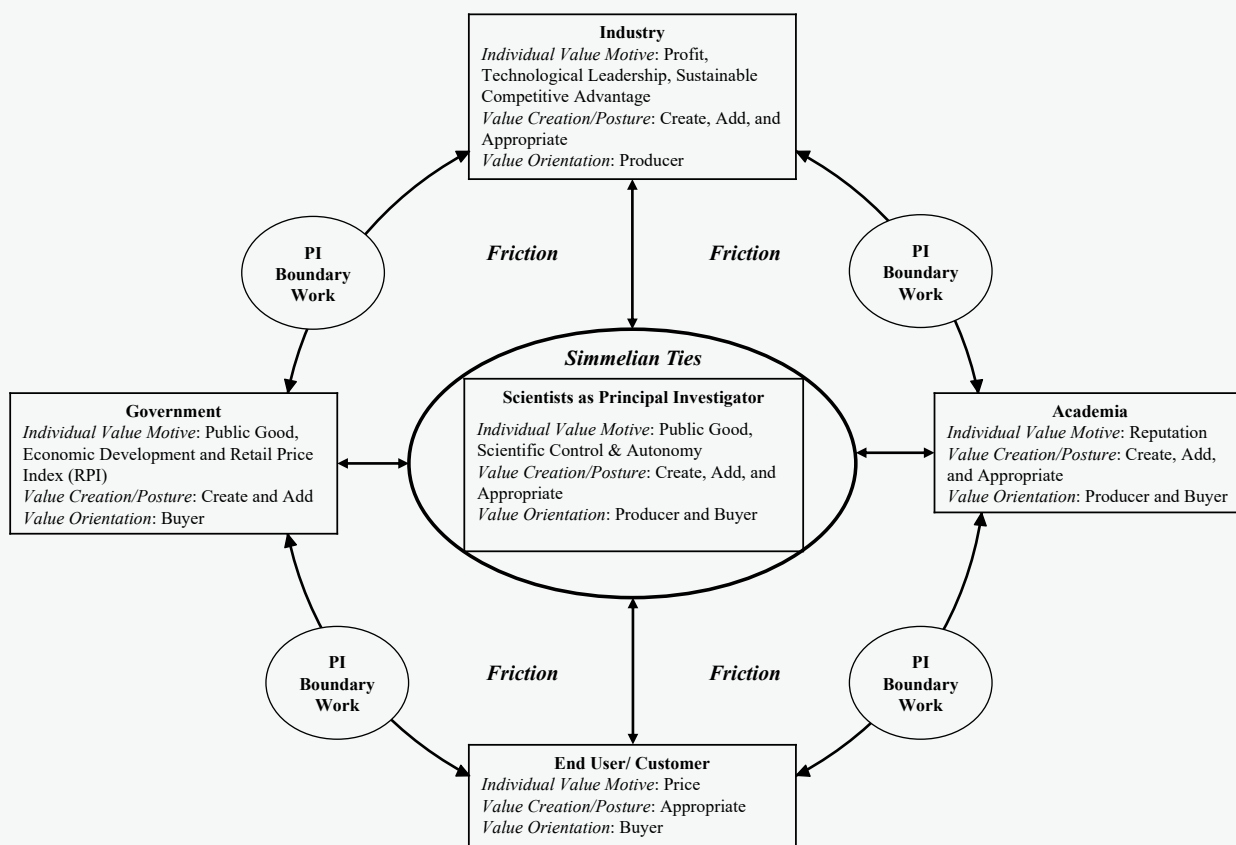 Industry
Individual Value Motive: Profit,
Technological Leadership, Sustainable
Competitive Advantage
Value Creation/Posture: Create, Add, and
Appropriate
Value Orientation: Producer
PI
Boundary
Work
Friction
Friction
PI
Boundary
Work
Simmelian Ties
Government
Individual Value Motive: Public Good,
Economic Development and Retail Price
Index (RPI)
Value Creation/Posture: Create and Add
Value Orientation: Buyer
Scientists as Principal Investigator
Individual Value Motive: Public Good,
Scientific Control & Autonomy
Value Creation/Posture: Create, Add, and
Appropriate
Value Orientation: Producer and Buyer
Academia
Individual Value Motive: Reputation
Value Creation/Posture: Create, Add,
and Appropriate
Value Orientation: Producer and Buyer
PI
Boundary
Work
Friction
Friction
PI
Boundary
Work
End User/ Customer
Individual Value Motive: Price
Value Creation/Posture: Appropriate
Value Orientation: Buyer